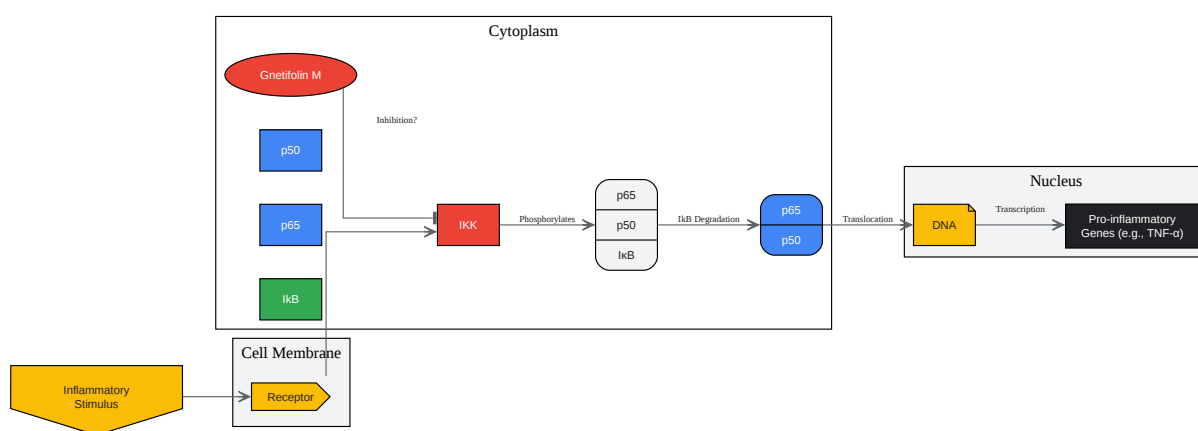 Cytoplasm
Gnetifolin M
Inhibition?
p50
p65
IkB
IKK
Phosphorylates
p65
p50
IκB
IkB Degradation
p65
p50
Translocation
Nucleus
DNA
Transcription
Pro-inflammatory
Genes (e.g., TNF-α)
Cell Membrane
Receptor
Inflammatory
Stimulus